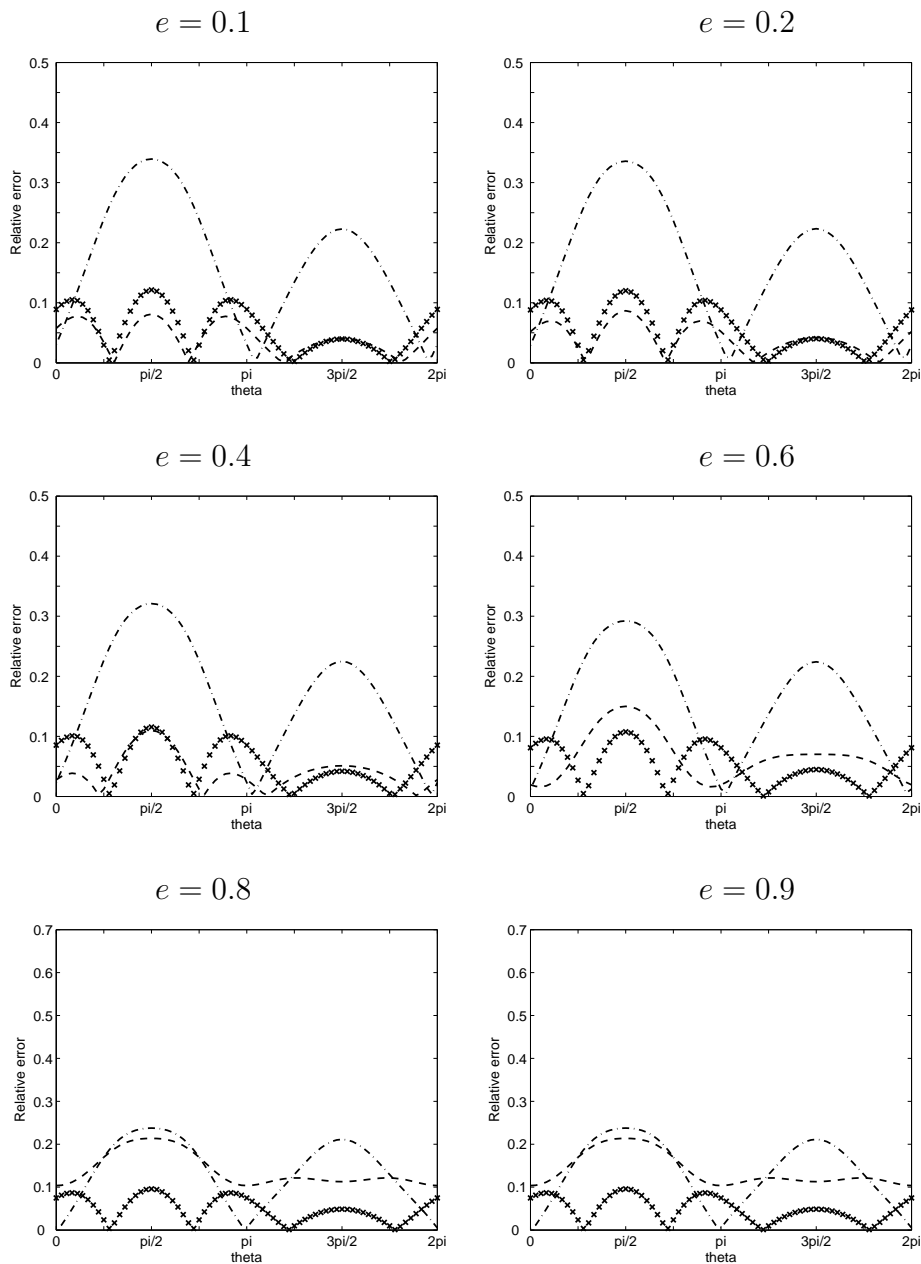 e = 0.1
0.5
0.4
0.3
0.2
0.1
0
Relative error
0 pi/2 pi 3pi/2 2pi
theta
e = 0.2
0.5
0.4
0.3
0.2
0.1
0
Relative error
0 pi/2 pi 3pi/2 2pi
theta
e = 0.4
0.5
0.4
0.3
0.2
0.1
0
Relative error
0 pi/2 pi 3pi/2 2pi
theta
e = 0.6
0.5
0.4
0.3
0.2
0.1
0
Relative error
0 pi/2 pi 3pi/2 2pi
theta
e = 0.8
0.7
0.6
0.5
0.4
0.3
0.2
0.1
0
Relative error
0 pi/2 pi 3pi/2 2pi
theta
e = 0.9
0.7
0.6
0.5
0.4
0.3
0.2
0.1
0
Relative error
0 pi/2 pi 3pi/2 2pi
theta